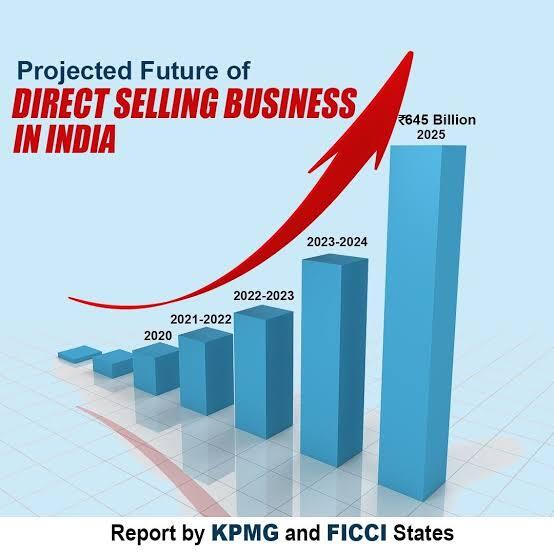 Projected Future of
DIRECT SELLING BUSINESS
IN INDIA
₹645 Billion
2025
2023-2024
2022-2023
2021-2022
2020
Report by KPMG and FICCI States